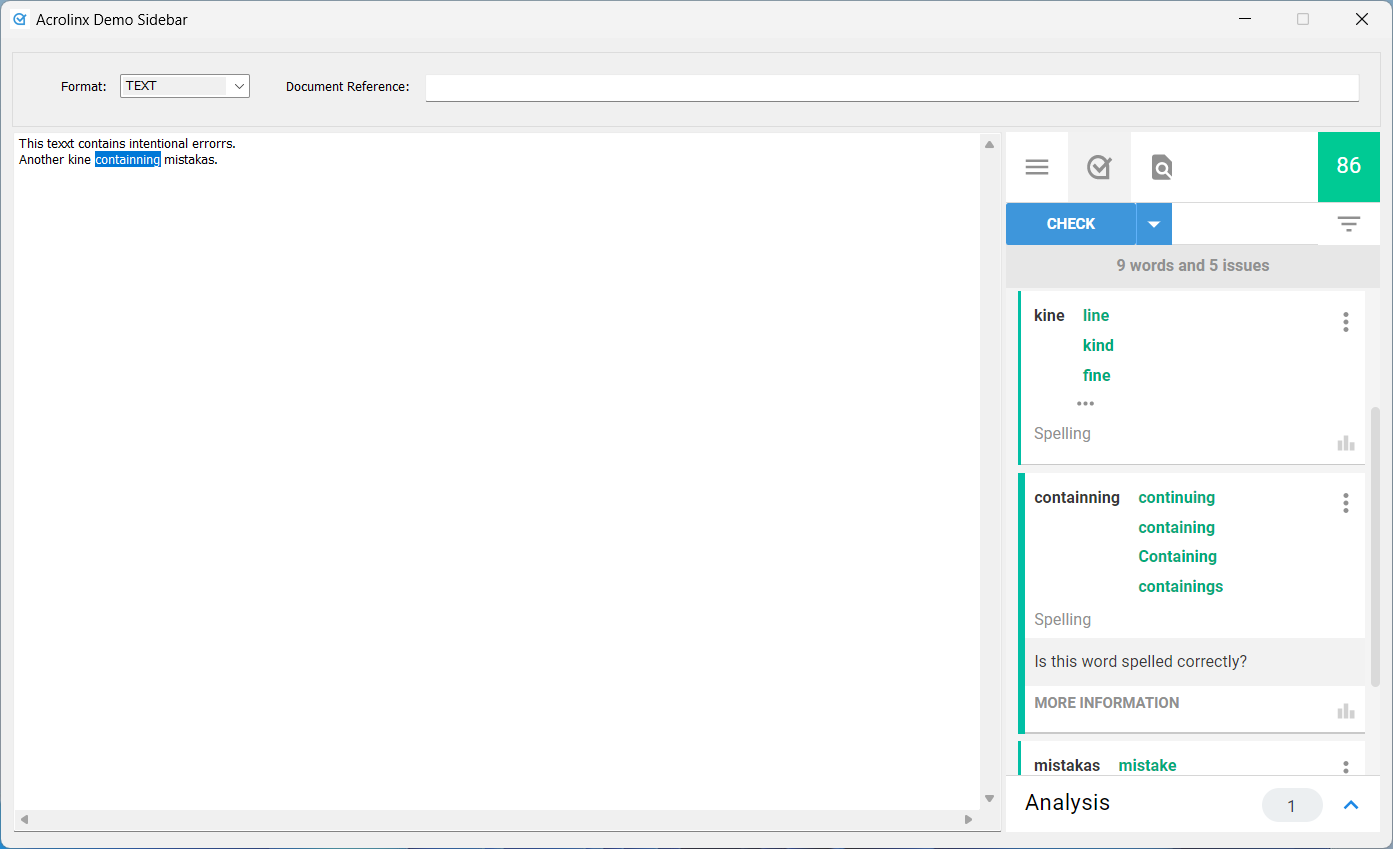 Acrolinx Demo Sidebar
Format: TEXT Document Reference:
This texxt contains intentional errorrs.
Another kine containning mistakas.
86
CHECK
9 words and 5 issues
kine line
kind
fine
Spelling
containning continuing
containing
Containing
containings
Spelling
Is this word spelled correctly?
MORE INFORMATION
mistakas mistake
Analysis 1